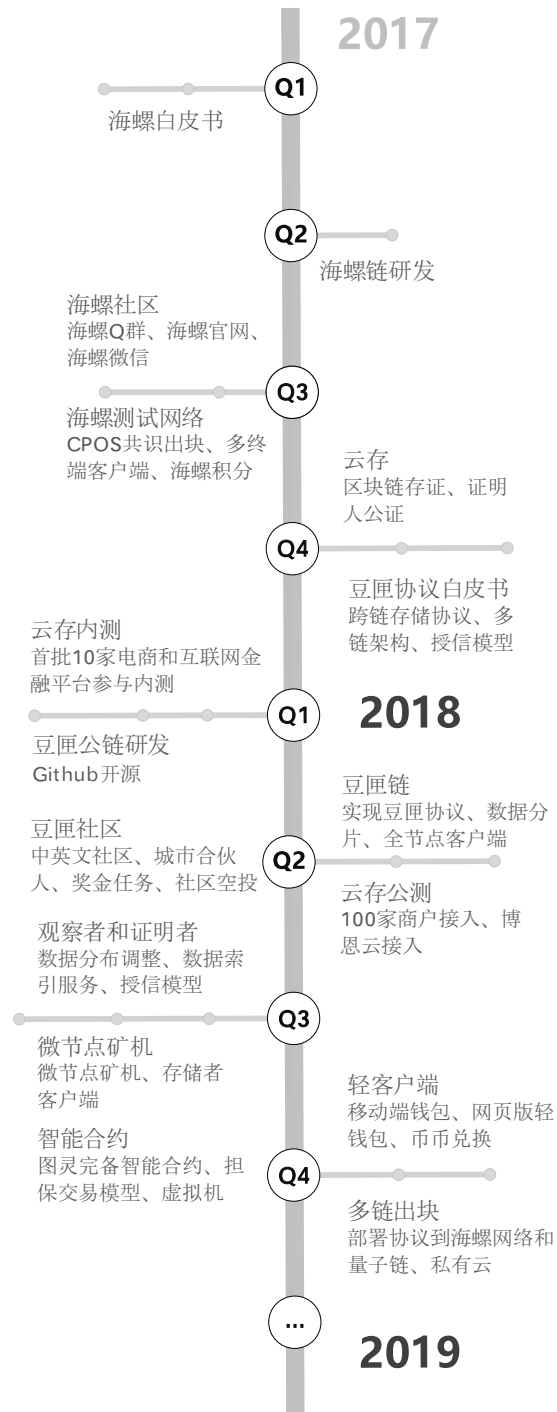 2017
Q1
海螺白皮书
Q2
海螺链研发
海螺社区
海螺Q群、海螺官网、
海螺微信
Q3
海螺测试网络
CPOS共识出块、多终
端客户端、海螺积分
云存
区块链存证、证明
人公证
Q4
豆匣协议白皮书
跨链存储协议、多
链架构、授信模型
云存内测
首批10家电商和互联网金
融平台参与内测
Q1
2018
豆匣公链研发
Github开源
豆匣链
实现豆匣协议、数据分
片、全节点客户端
豆匣社区
中英文社区、城市合伙
人、奖金任务、社区空投
Q2
云存公测
100家商户接入、博
恩云接入
观察者和证明者
数据分布调整、数据索
引服务、授信模型
Q3
微节点矿机
微节点矿机、存储者
客户端
轻客户端
移动端钱包、网页版轻
钱包、币币兑换
智能合约
图灵完备智能合约、担
保交易模型、虚拟机
Q4
多链出块
部署协议到海螺网络和
量子链、私有云
...
2019